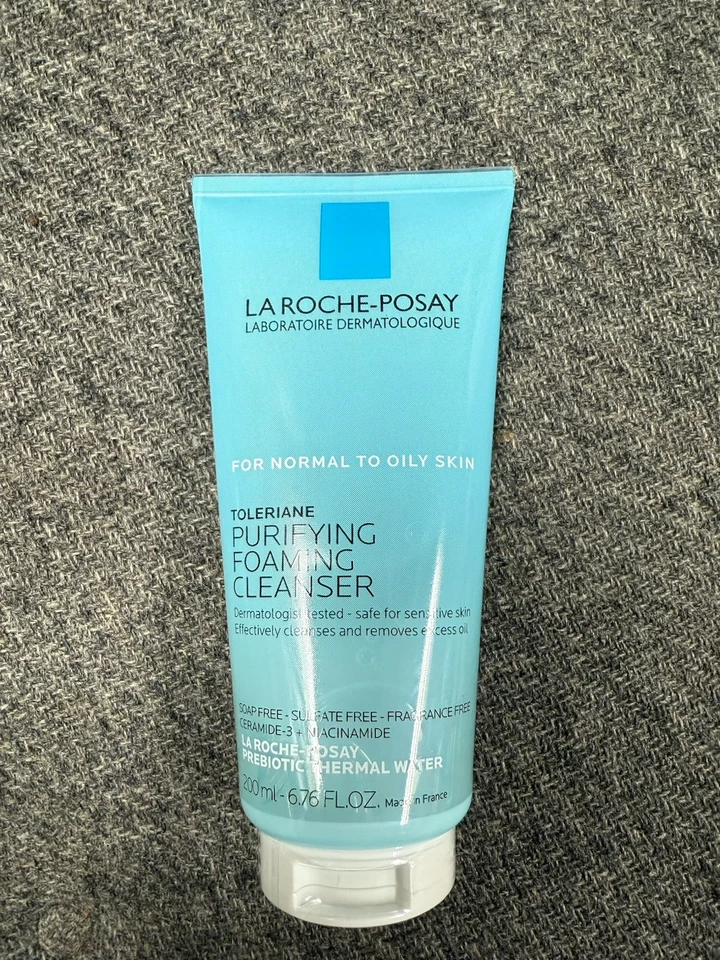 LA ROCHE-POSAY
LABORATOIRE DERMATOLOGIQUE
FOR NORMAL TO OILY SKIN
TOLERIANE
PURIFYING
FOAMING
CLEANSER
Dermatologist tested - safe for sensitive skin
Effectively cleanses and removes excess oil
SOAP FREE - SULFATE FREE - FRAGRANCE FREE
CERAMIDE-3 + NIACINAMIDE
LA ROCHE-POSAY
PREBIOTIC THERMAL WATER
200 ml - 6.76 FL.OZ. Made in France